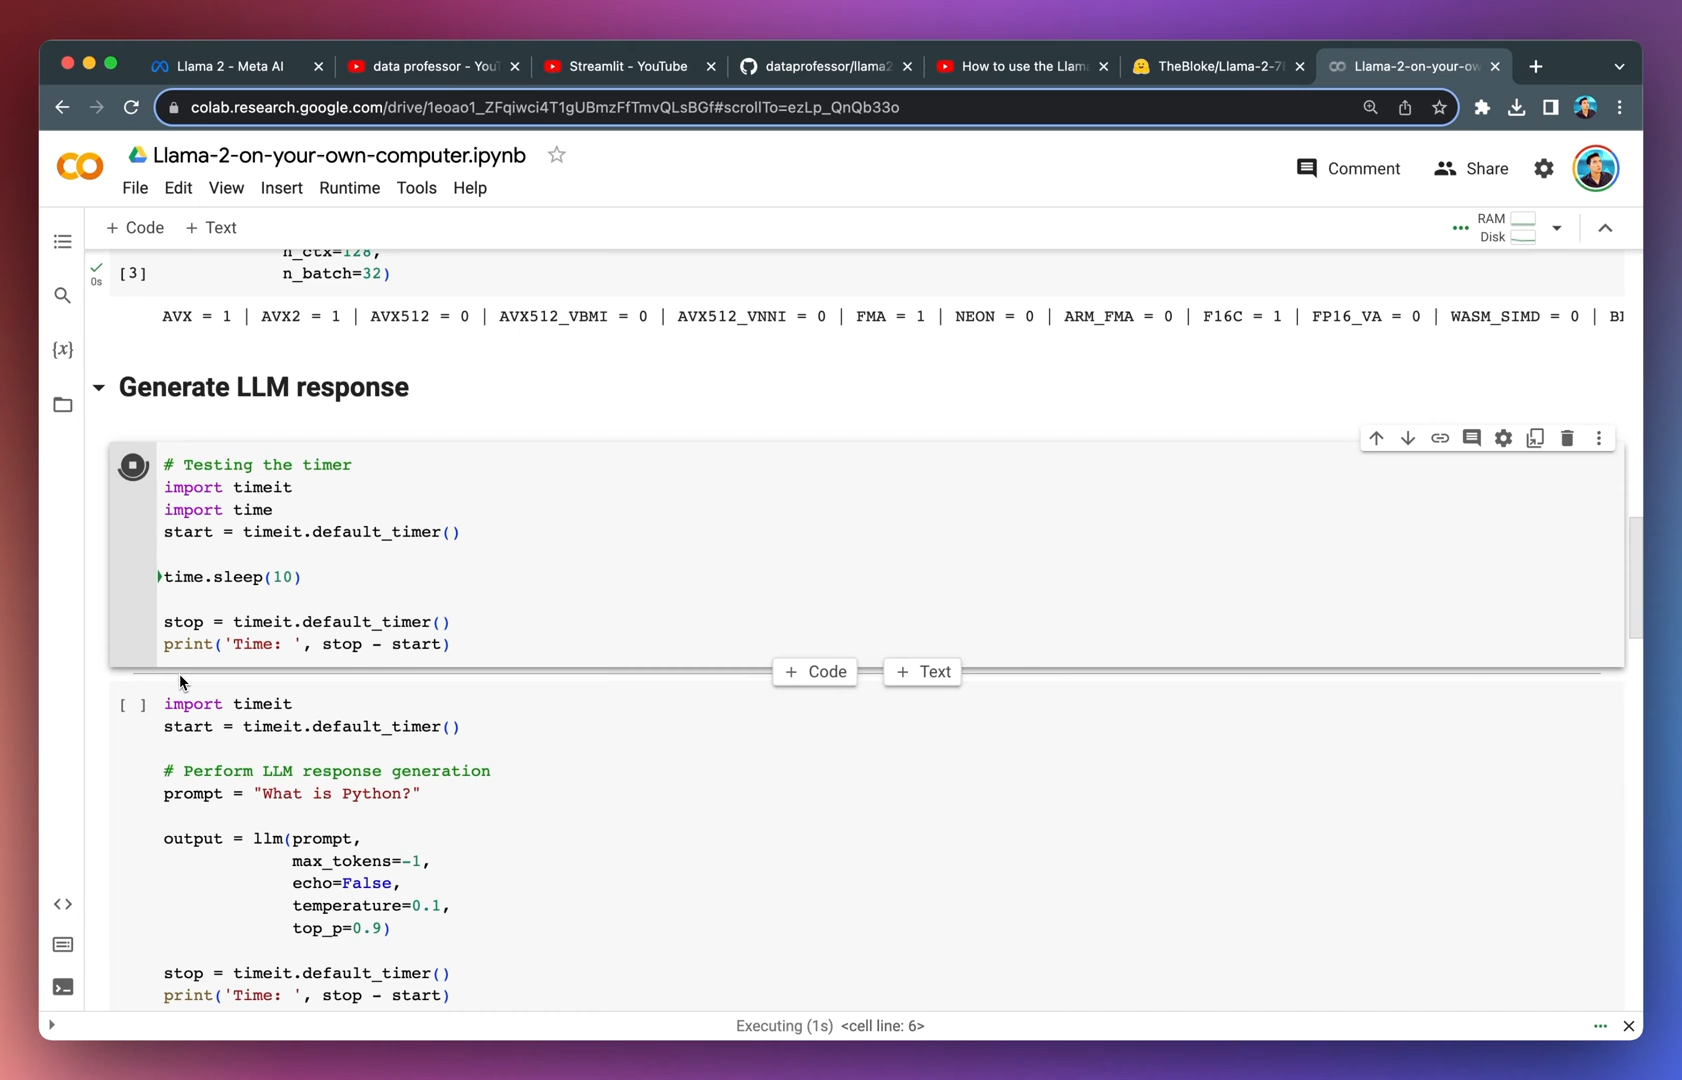 Llama 2 - Meta AI
data professor - You
Streamlit - YouTube
dataprofessor/llama2
How to use the Llam
TheBloke/Llama-2-7
Llama-2-on-your-ow
colab.research.google.com/drive/1eoao1_ZFqiwci4T1gUBmzFfTmvQLsBGf#scrollTo=ezLp_QnQb33o
CO
Llama-2-on-your-own-computer.ipynb
Comment
Share
File Edit View Insert Runtime Tools Help
+ Code + Text
RAM
Disk
n_ctx=128,
0s
[3]
n_batch=32)
AVX = 1 | AVX2 = 1 | AVX512 = 0 | AVX512_VBMI = 0 | AVX512_VNNI = 0 | FMA = 1 | NEON = 0 | ARM_FMA = 0 | F16C = 1 | FP16_VA = 0 | WASM_SIMD = 0 |
{x}
Generate LLM response
# Testing the timer
import timeit
import time
start = timeit.default_timer()
time.sleep(10)
stop = timeit.default_timer()
print('Time: ', stop - start)
+ Code + Text
[ ] import timeit
start = timeit.default_timer()
# Perform LLM response generation
prompt = "What is Python?"
output = llm(prompt,
max_tokens=-1,
echo=False,
temperature=0.1,
top_p=0.9)
stop = timeit.default_timer()
print('Time: ', stop - start)
Executing (1s) <cell line: 6>